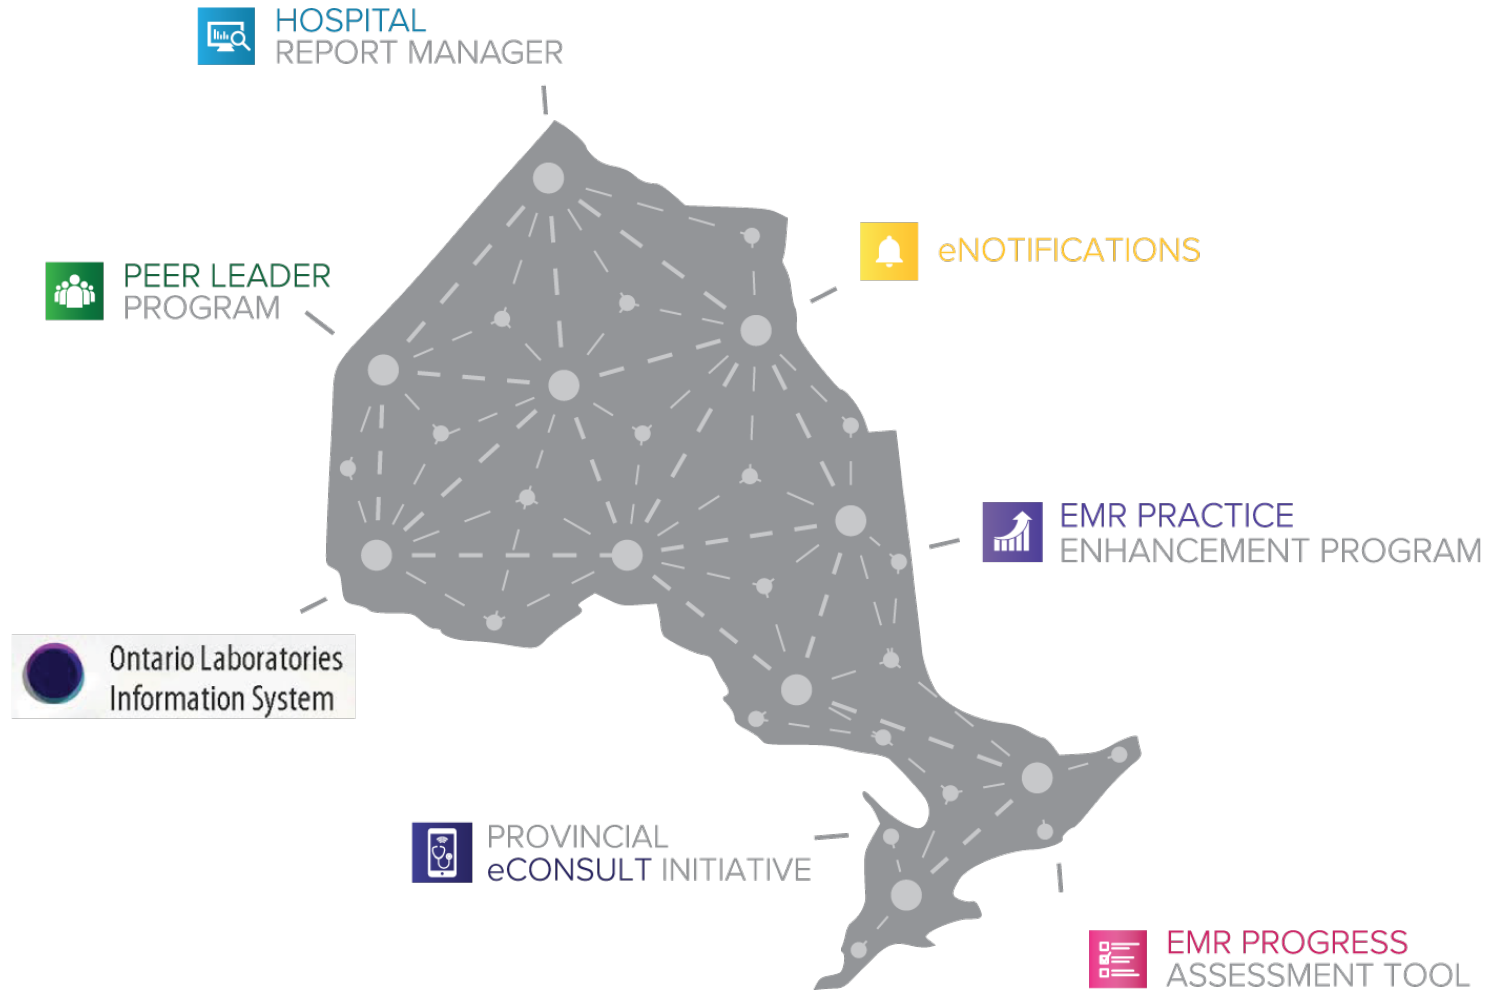 HOSPITAL
REPORT MANAGER
eNOTIFICATIONS
PEER LEADER
PROGRAM
EMR PRACTICE
ENHANCEMENT PROGRAM
Ontario Laboratories
Information System
PROVINCIAL
eCONSULT INITIATIVE
EMR PROGRESS
ASSESSMENT TOOL